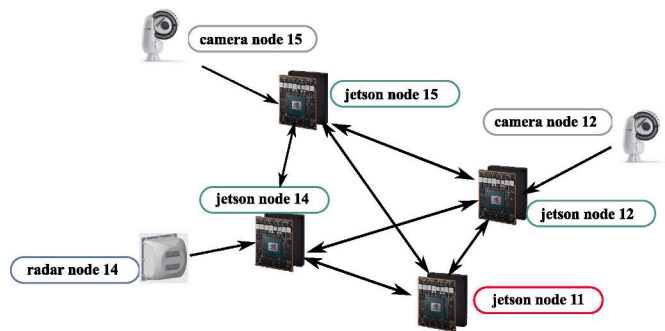 camera node 15
jetson node 15
camera node 12
jetson node 14
jetson node 12
radar node 14
jetson node 11